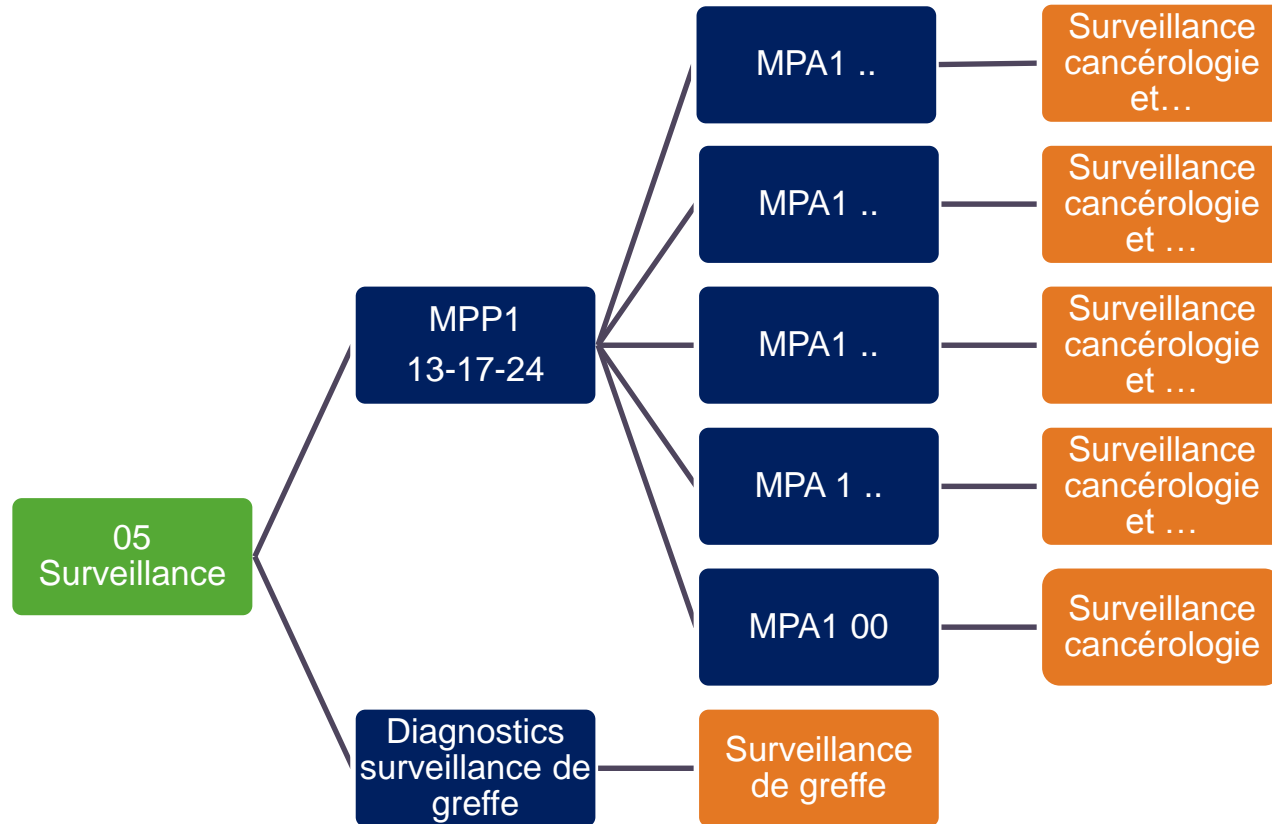 MPA1 ..
Surveillance
cancérologie
et…
MPA1 ..
Surveillance
cancérologie
et …
MPP1
13-17-24
MPA1 ..
Surveillance
cancérologie
et …
MPA 1 ..
Surveillance
cancérologie
et …
05
Surveillance
MPA1 00
Surveillance
cancérologie
Diagnostics
surveillance de
greffe
Surveillance
de greffe